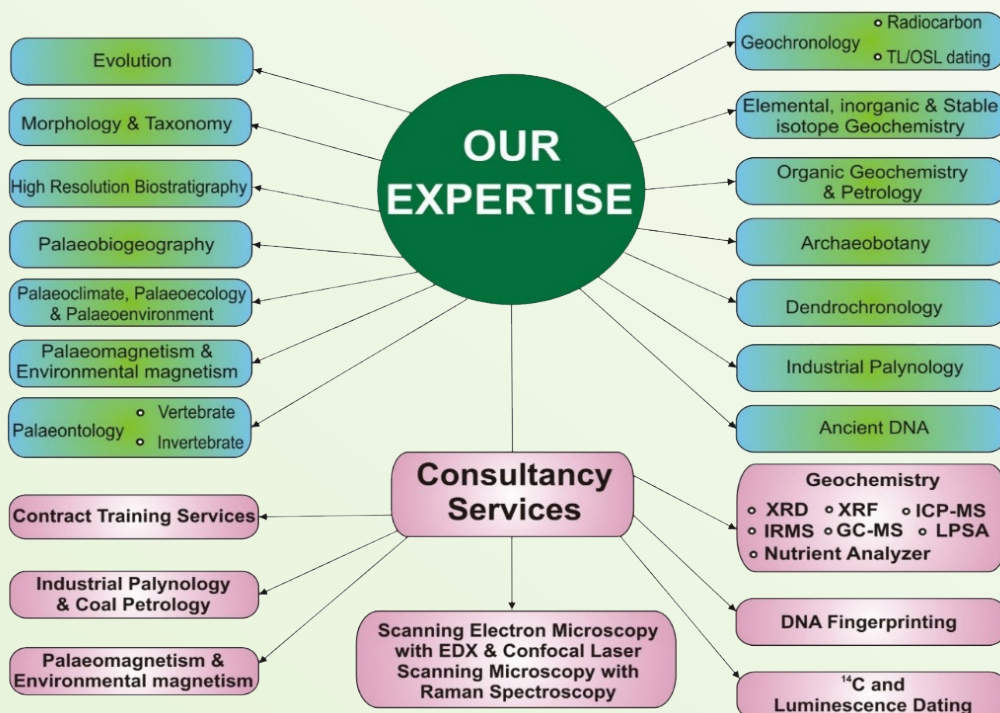 OUR
EXPERTISE
Evolution
Morphology & Taxonomy
High Resolution Biostratigraphy
Palaeobiogeography
Palaeoclimate, Palaeoecology
& Palaeoenvironment
Palaeomagnetism &
Environmental magnetism
Palaeontology
Vertebrate
Invertebrate
Geochronology
Radiocarbon
TL/OSL dating
Elemental, inorganic & Stable
isotope Geochemistry
Organic Geochemistry
& Petrology
Archaeobotany
Dendrochronology
Industrial Palynology
Ancient DNA
Consultancy
Services
Contract Training Services
Industrial Palynology
& Coal Petrology
Palaeomagnetism &
Environmental magnetism
Scanning Electron Microscopy
with EDX & Confocal Laser
Scanning Microscopy with
Raman Spectroscopy
Geochemistry
XRD XRF ICP-MS
IRMS GC-MS LPSA
Nutrient Analyzer
DNA Fingerprinting
¹⁴C and
Luminescence Dating